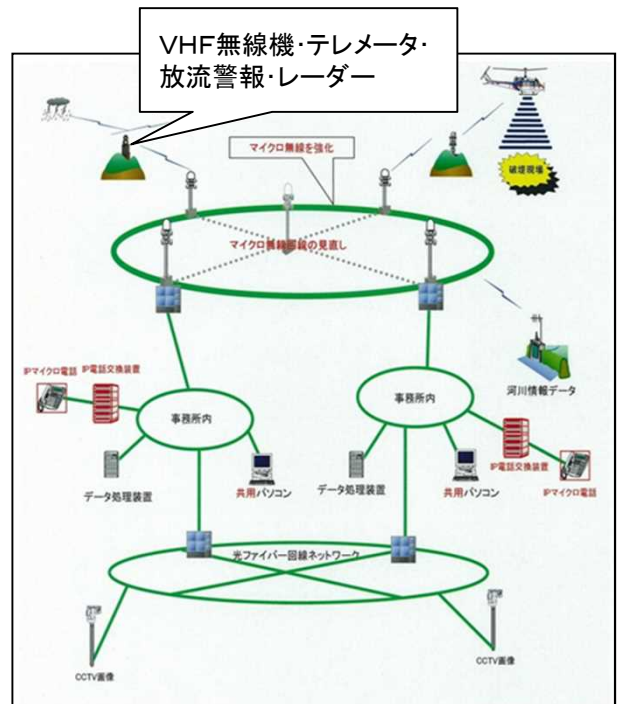 VHF無線機・テレメータ・
放流警報・レーダー
マイクロ無線を強化
破堤現場
マイクロ無線回線の見直し
河川情報データ
IPマイクロ電話
IP電話交換装置
事務所内
事務所内
データ処理装置
共用パソコン
データ処理装置
共用パソコン
IP電話交換装置
IPマイクロ電話
光ファイバー回線ネットワーク
CCTV画像
CCTV画像